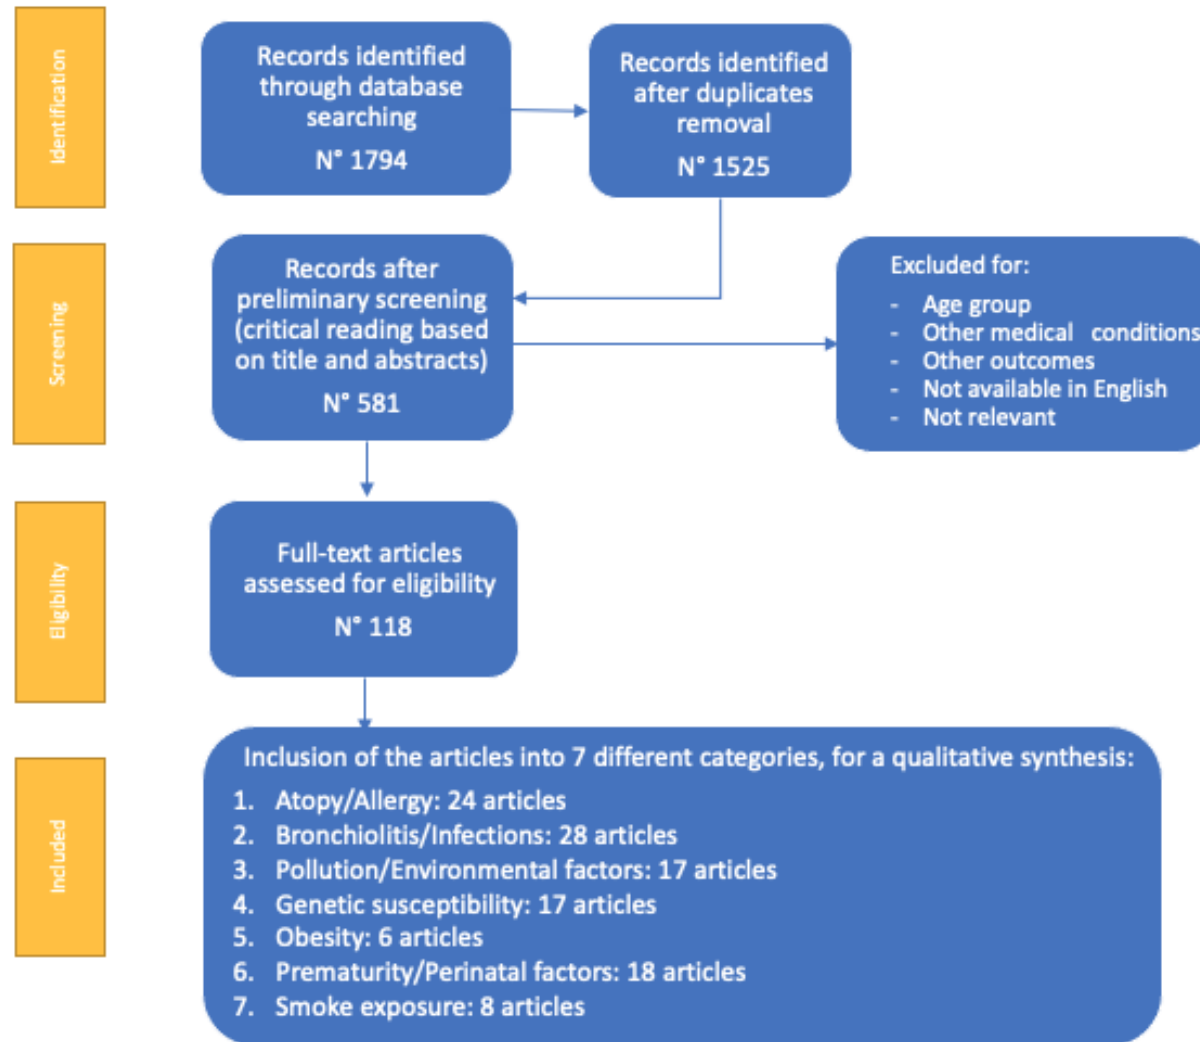 Identification
Records identified
through database
searching
N° 1794
Records identified
after duplicates
removal
N° 1525
Screening
Records after
preliminary screening
(critical reading based
on title and abstracts)
N° 581
Excluded for:
- Age group
- Other medical conditions
- Other outcomes
- Not available in English
- Not relevant
Eligibility
Full-text articles
assessed for eligibility
N° 118
Included
Inclusion of the articles into 7 different categories, for a qualitative synthesis:
1. Atopy/Allergy: 24 articles
2. Bronchiolitis/Infections: 28 articles
3. Pollution/Environmental factors: 17 articles
4. Genetic susceptibility: 17 articles
5. Obesity: 6 articles
6. Prematurity/Perinatal factors: 18 articles
7. Smoke exposure: 8 articles